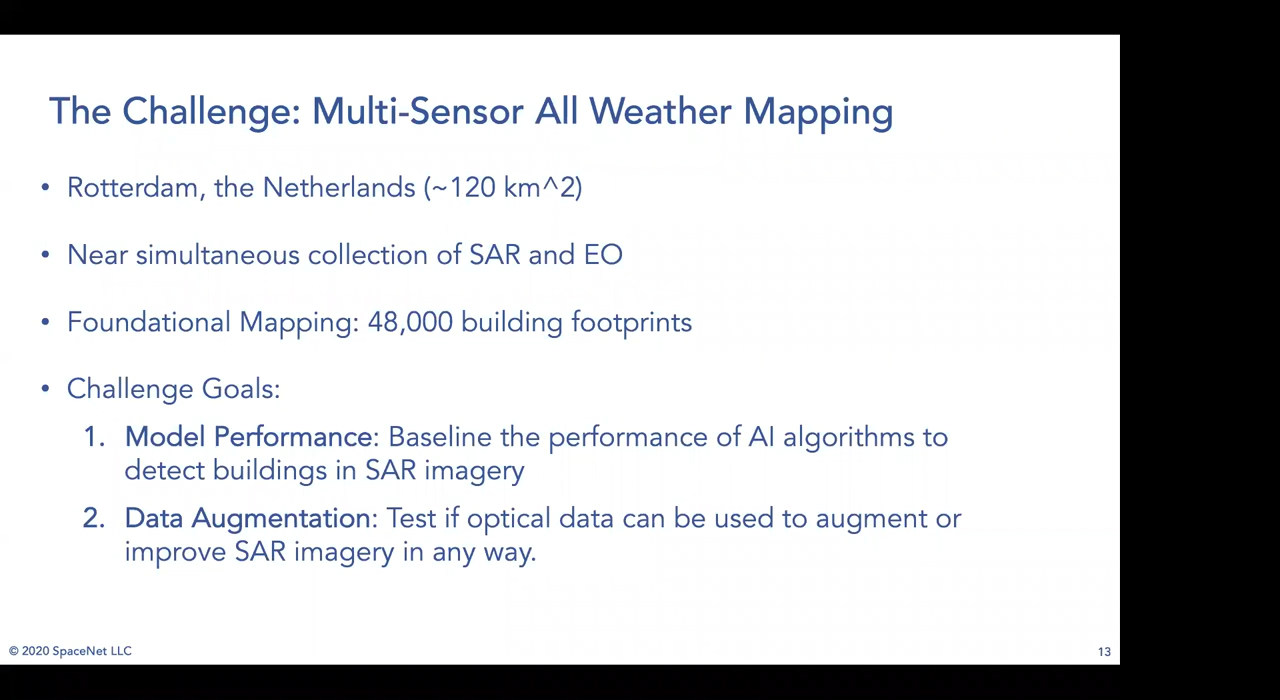 The Challenge: Multi-Sensor All Weather Mapping
• Rotterdam, the Netherlands (~120 km^2)
• Near simultaneous collection of SAR and EO
• Foundational Mapping: 48,000 building footprints
• Challenge Goals:
1. Model Performance: Baseline the performance of AI algorithms to
detect buildings in SAR imagery
2. Data Augmentation: Test if optical data can be used to augment or
improve SAR imagery in any way.
© 2020 SpaceNet LLC
13